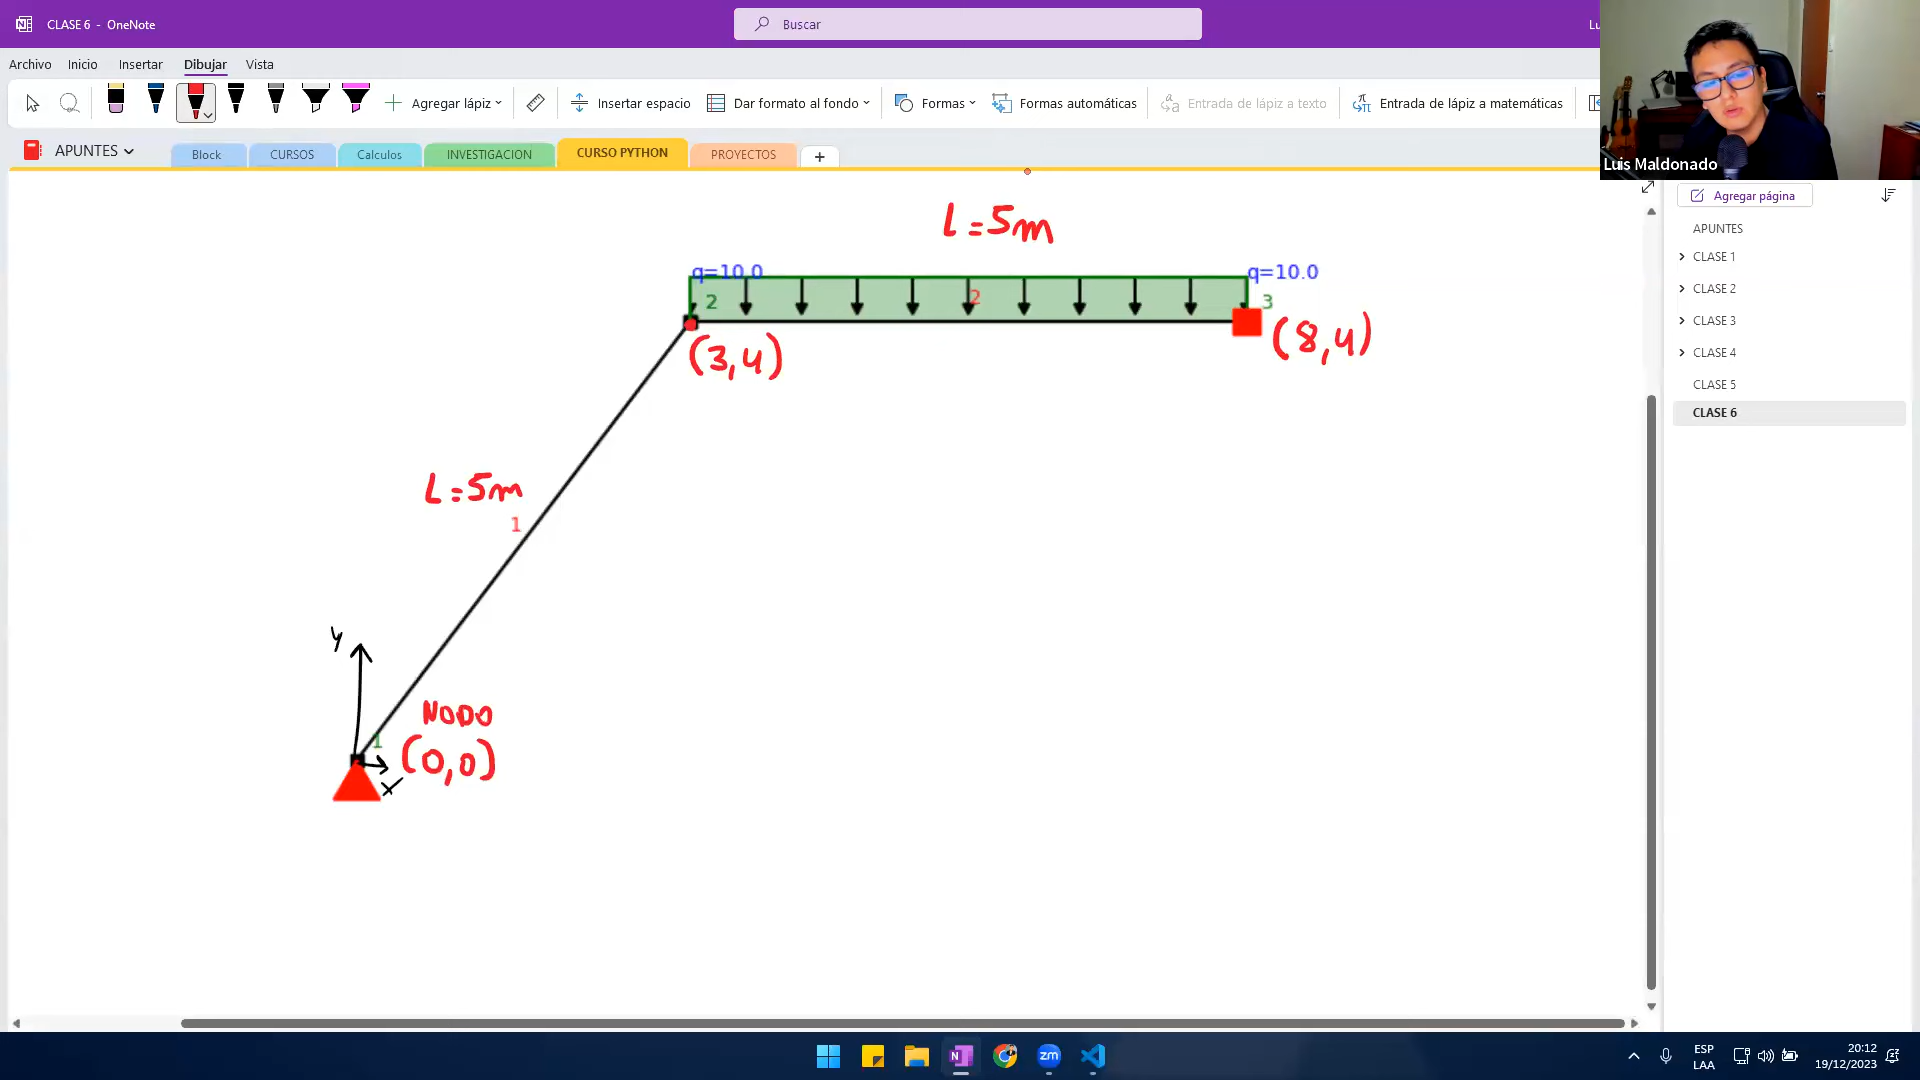 CLASE 6 - OneNote
Buscar
Lu
Archivo Inicio Insertar Dibujar Vista
Agregar lápiz Insertar espacio Dar formato al fondo Formas Formas automáticas Entrada de lápiz a texto Entrada de lápiz a matemáticas
Luis Maldonado
APUNTES Block CURSOS Calculos INVESTIGACION CURSO PYTHON PROYECTOS +
Agregar página
APUNTES
CLASE 1
CLASE 2
CLASE 3
CLASE 4
CLASE 5
CLASE 6
L=5m
q=10.0 q=10.0
2 2 3
(3,4) (8,4)
L=5m
1
y
NODO
1 (0,0)
x
zm
ESP
LAA
20:12
19/12/2023